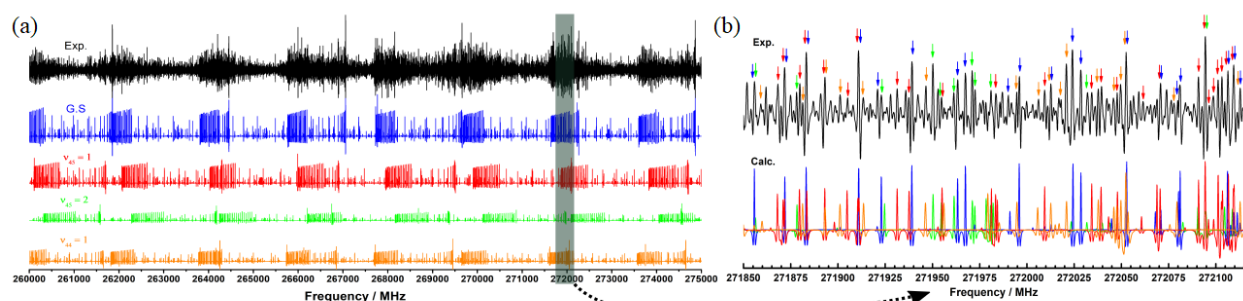 (a)
Exp.
G.S
ν₄₅ = 1
ν₄₅ = 2
ν₄₄ = 1
260000 261000 262000 263000 264000 265000 266000 267000 268000 269000 270000 271000 272000 273000 274000 275000
Frequency / MHz
(b)
Exp.
Calc.
271850 271875 271900 271925 271950 271975 272000 272025 272050 272075 272100
Frequency / MHz